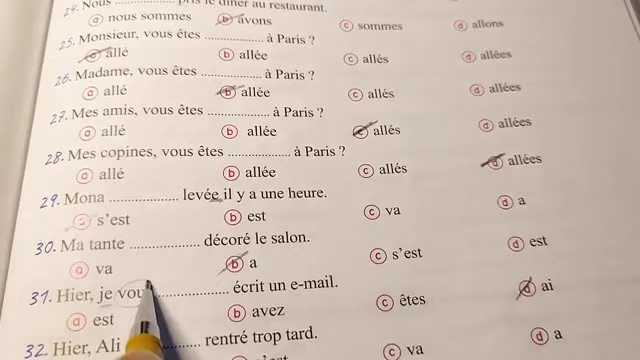 24. Nous ............ pris le dîner au restaurant.
a nous sommes b avons c sommes d allons
25. Monsieur, vous êtes ............ à Paris ?
a allé b allée c allés d allées
26. Madame, vous êtes ............ à Paris ?
a allé b allée c allés d allées
27. Mes amis, vous êtes ............ à Paris ?
a allé b allée c allés d allées
28. Mes copines, vous êtes ............ à Paris ?
a allé b allée c allés d allées
29. Mona ............ levée il y a une heure.
a s'est b est c va d a
30. Ma tante ............ décoré le salon.
a va b a c s'est d est
31. Hier, je vou ............ écrit un e-mail.
a est b avez c êtes d ai
32. Hier, Ali ............ rentré trop tard.
s'est c va d a